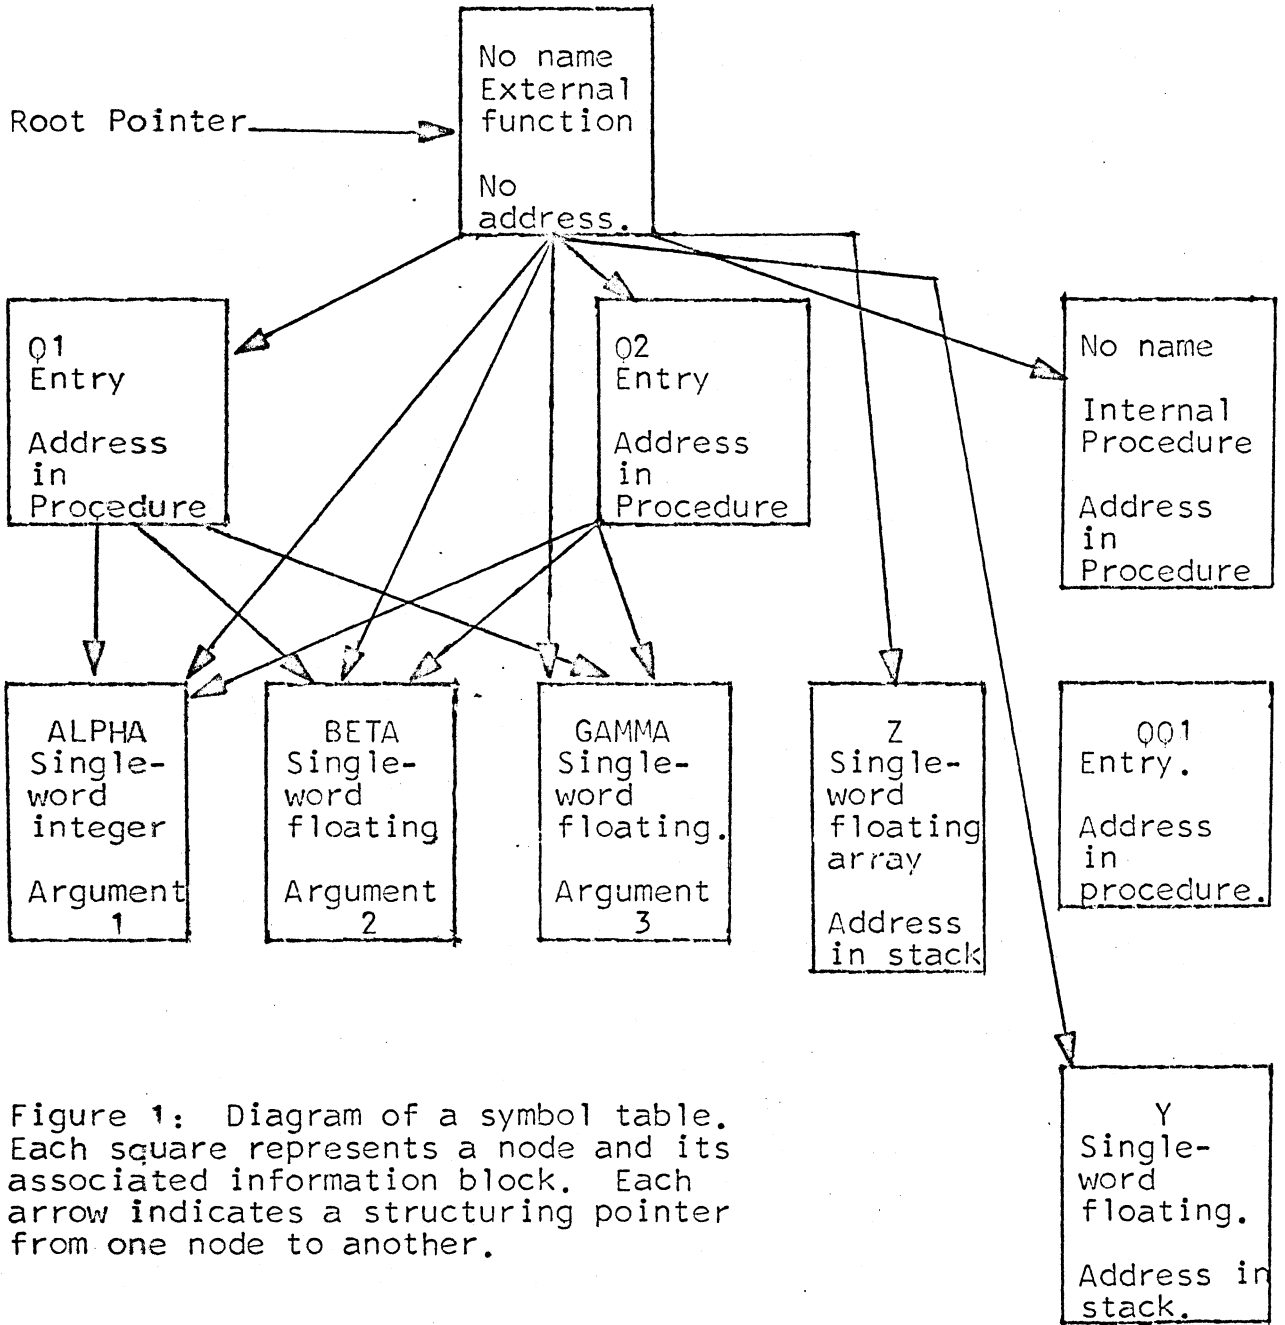 No name
External
function
No
address.
Root Pointer
Q1
Entry
Address
in
Procedure
Q2
Entry
Address
in
Procedure
No name
Internal
Procedure
Address
in
Procedure
ALPHA
Single-
word
integer
Argument
1
BETA
Single-
word
floating
Argument
2
GAMMA
Single-
word
floating.
Argument
3
Z
Single-
word
floating
array
Address
in stack
QQ1
Entry.
Address
in
procedure.
Y
Single-
word
floating.
Address in
stack.
Figure 1: Diagram of a symbol table.
Each square represents a node and its
associated information block. Each
arrow indicates a structuring pointer
from one node to another.